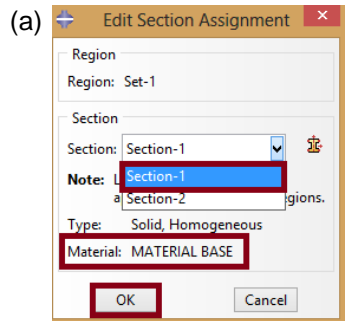 (a) Edit Section Assignment
Region
Region: Set-1
Section
Section: Section-1
Note: L Section-1
a Section-2 gions.
Type: Solid, Homogeneous
Material: MATERIAL BASE
OK Cancel